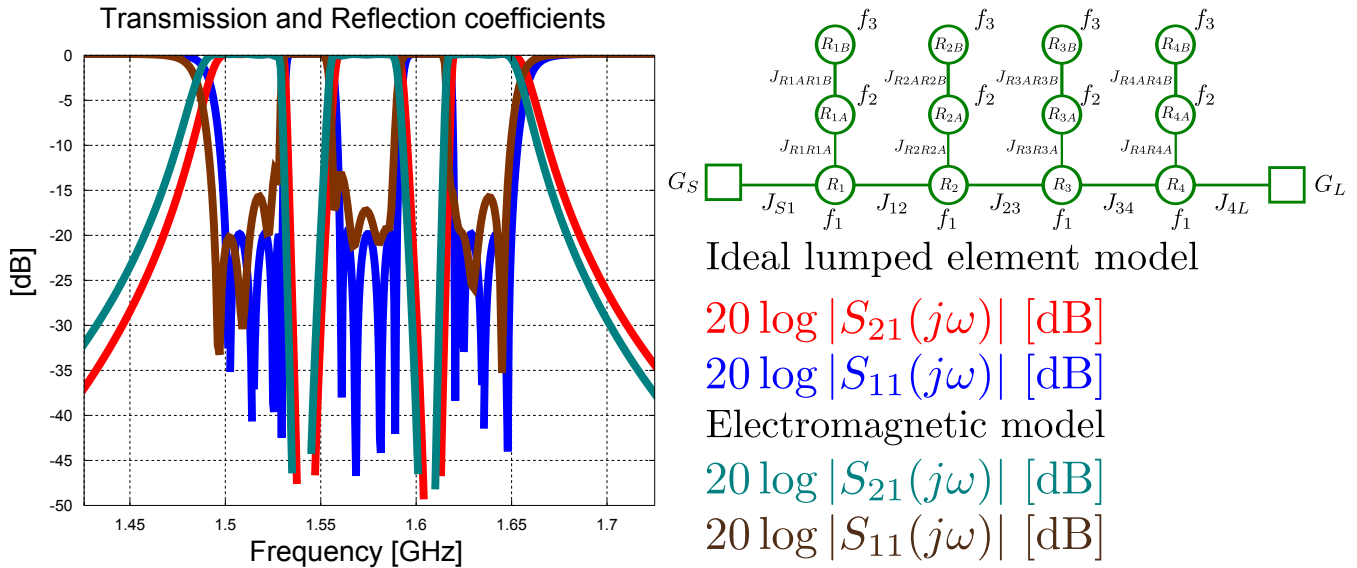 Transmission and Reflection coefficients
[dB]
0
-5
-10
-15
-20
-25
-30
-35
-40
-45
-50
1.45 1.5 1.55 1.6 1.65 1.7
Frequency [GHz]
f3 f3 f3 f3
R1B R2B R3B R4B
JR1AR1B JR2AR2B JR3AR3B JR4AR4B
f2 f2 f2 f2
R1A R2A R3A R4A
JR1R1A JR2R2A JR3R3A JR4R4A
GS R1 R2 R3 R4 GL
JS1 J12 J23 J34 J4L
f1 f1 f1 f1
Ideal lumped element model
20 log |S21(jω)| [dB]
20 log |S11(jω)| [dB]
Electromagnetic model
20 log |S21(jω)| [dB]
20 log |S11(jω)| [dB]